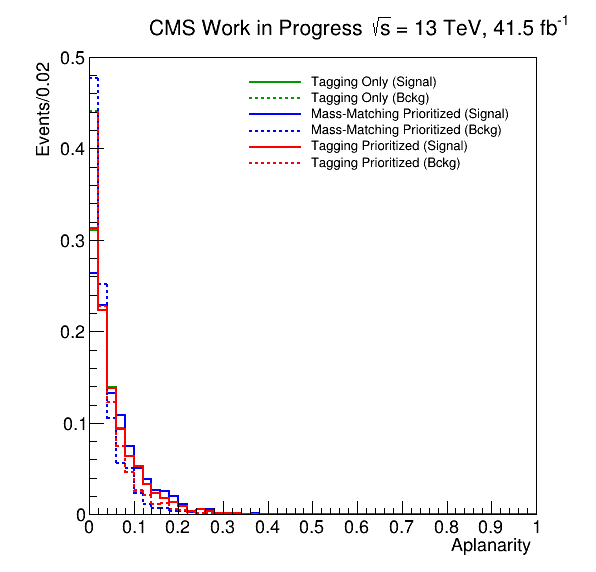 CMS Work in Progress √s = 13 TeV, 41.5 fb⁻¹
Events/0.02
0.5
0.4
0.3
0.2
0.1
0
Tagging Only (Signal)
Tagging Only (Bckg)
Mass-Matching Prioritized (Signal)
Mass-Matching Prioritized (Bckg)
Tagging Prioritized (Signal)
Tagging Prioritized (Bckg)
0 0.1 0.2 0.3 0.4 0.5 0.6 0.7 0.8 0.9 1
Aplanarity